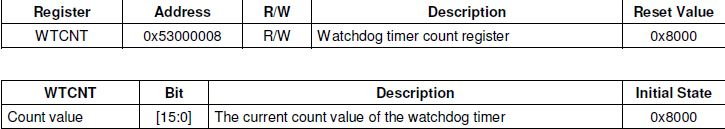 Register Address R/W Description Reset Value
WTCNT 0x53000008 R/W Watchdog timer count register 0x8000
WTCNT Bit Description Initial State
Count value [15:0] The current count value of the watchdog timer 0x8000